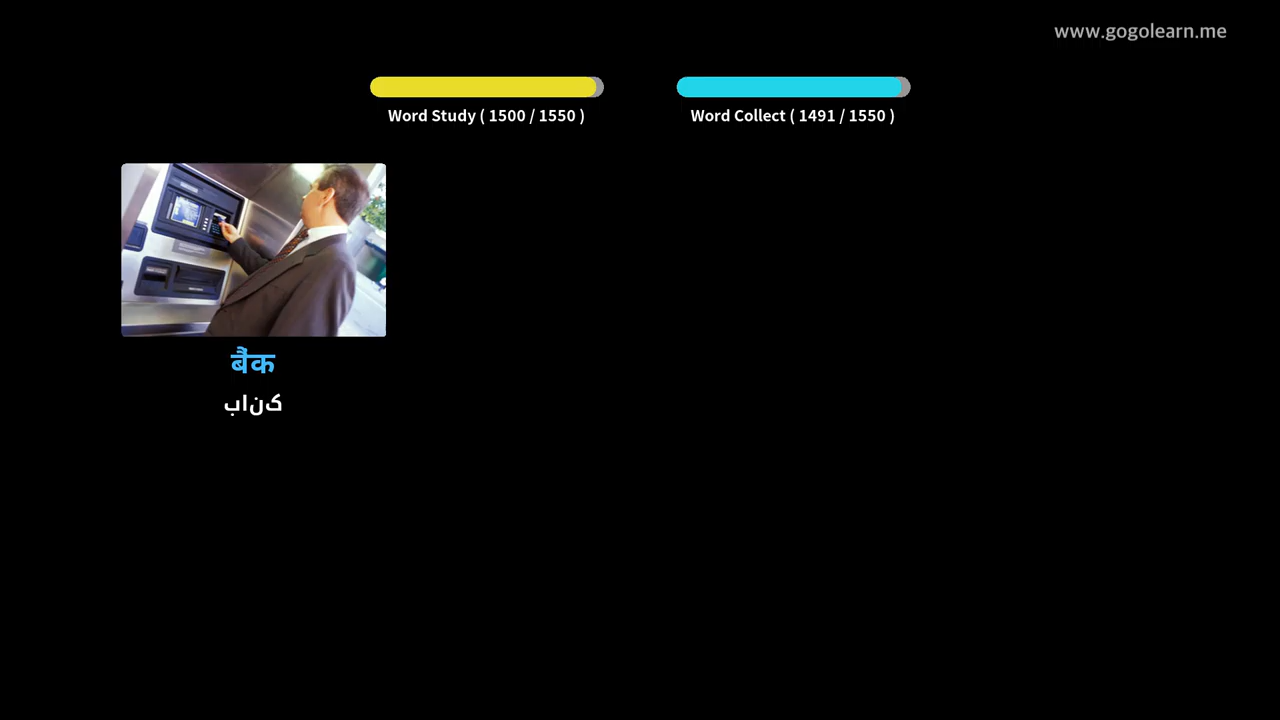 www.gogolearn.me
Word Study ( 1500 / 1550 )
Word Collect ( 1491 / 1550 )
बैंक
بانک